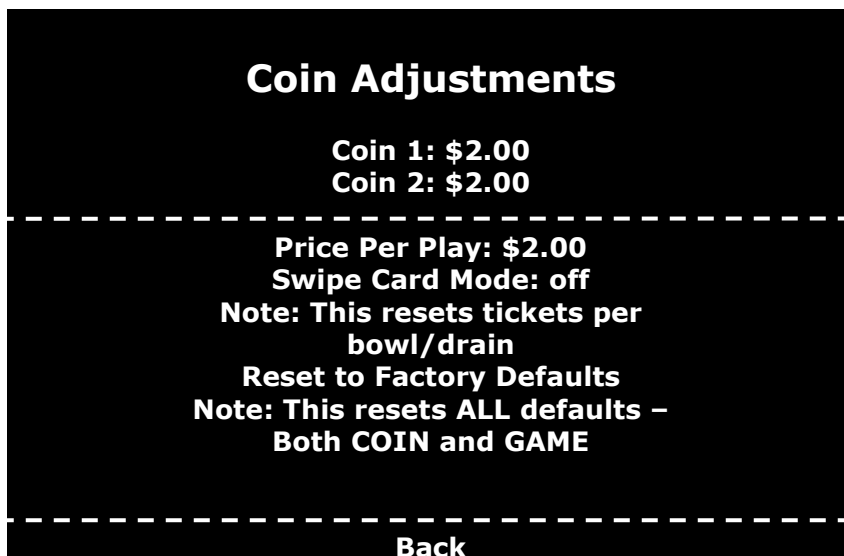 Coin Adjustments
Coin 1: $2.00
Coin 2: $2.00
Price Per Play: $2.00
Swipe Card Mode: off
Note: This resets tickets per
bowl/drain
Reset to Factory Defaults
Note: This resets ALL defaults –
Both COIN and GAME
Back